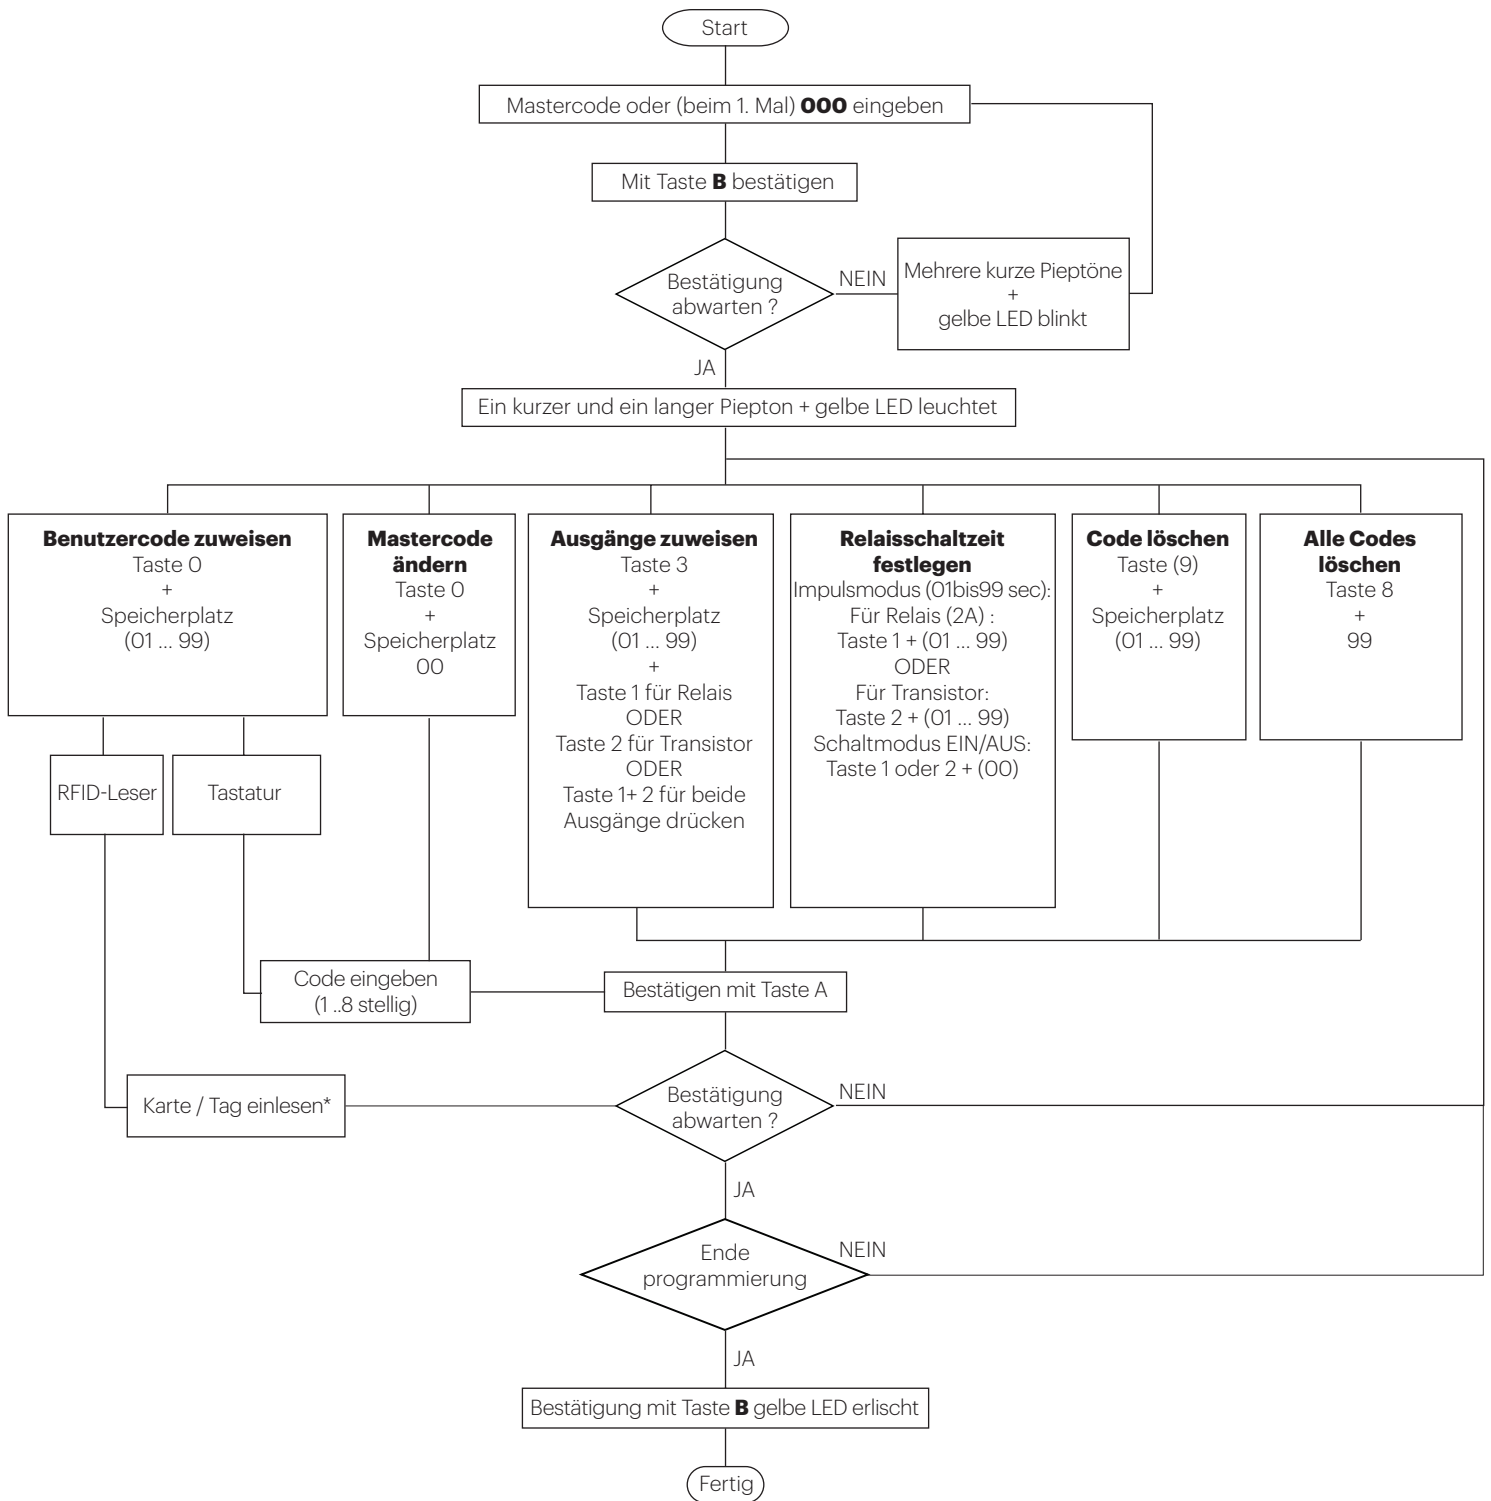 Start
Mastercode oder (beim 1. Mal) 000 eingeben
Mit Taste B bestätigen
Bestätigung
abwarten ?
NEIN
Mehrere kurze Pieptöne
+
gelbe LED blinkt
JA
Ein kurzer und ein langer Piepton + gelbe LED leuchtet
Benutzercode zuweisen
Taste 0
+
Speicherplatz
(01 ... 99)
Mastercode
ändern
Taste 0
+
Speicherplatz
00
Ausgänge zuweisen
Taste 3
+
Speicherplatz
(01 ... 99)
+
Taste 1 für Relais
ODER
Taste 2 für Transistor
ODER
Taste 1+ 2 für beide
Ausgänge drücken
Relaisschaltzeit
festlegen
Impulsmodus (01bis99 sec):
Für Relais (2A) :
Taste 1 + (01 ... 99)
ODER
Für Transistor:
Taste 2 + (01 ... 99)
Schaltmodus EIN/AUS:
Taste 1 oder 2 + (00)
Code löschen
Taste (9)
+
Speicherplatz
(01 ... 99)
Alle Codes
löschen
Taste 8
+
99
RFID-Leser
Tastatur
Code eingeben
(1 ..8 stellig)
Bestätigen mit Taste A
Karte / Tag einlesen*
Bestätigung
abwarten ?
NEIN
JA
Ende
programmierung
NEIN
JA
Bestätigung mit Taste B gelbe LED erlischt
Fertig